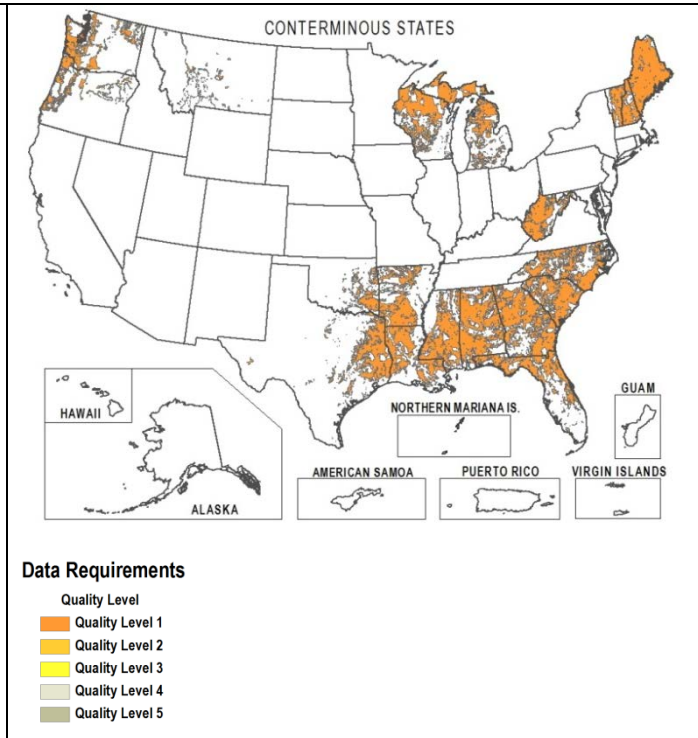 CONTERMINOUS STATES
GUAM
HAWAII
NORTHERN MARIANA IS.
ALASKA
AMERICAN SAMOA
PUERTO RICO
VIRGIN ISLANDS
Data Requirements
Quality Level
Quality Level 1
Quality Level 2
Quality Level 3
Quality Level 4
Quality Level 5